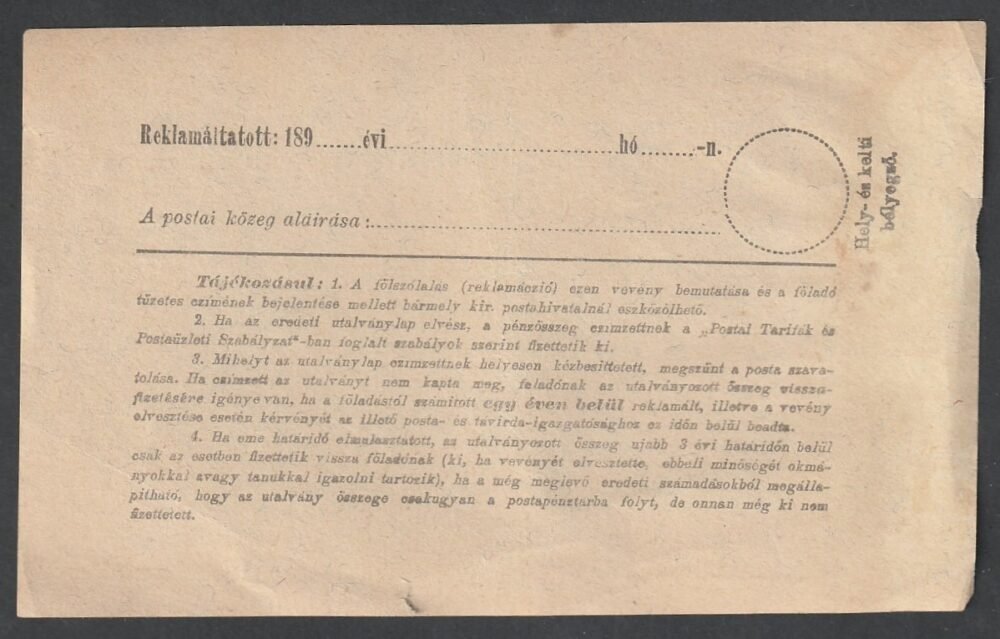 Reklamáltatott: 189......évi..............................hó........-n.
A postai közeg aláirása:..............................
Hely- és kelti
bélyegző.
Tájékozásul: 1. A fölszólalás (reklamáczió) ezen vevény bemutatása és a föladó
tüzetes czimének bejelentése mellett bármely kir. postahivatalnál eszközölhető.
2. Ha az eredeti utalványlap elvész, a pénzösszeg czimzettnek a „Postai Tarifák és
Postaüzleti Szabályzat"-ban foglalt szabályok szerint fizettetik ki.
3. Mihelyt az utalványlap czimzettnek helyesen kézbesittetett, megszünt a posta szava-
tolása. Ha czimzett az utalványt nem kapta meg, feladónak az utalványozott összeg vissza-
fizetésére igénye van, ha a föladástól számitott egy éven belül reklamált, illetve a vevény
elvesztése esetén kérvényét az illető posta- és távirda-igazgatósághoz ez időn belül beadta.
4. Ha eme határidő elmulasztatott, az utalványozott összeg ujabb 3 évi határidőn belül
csak az esetben fizettetik vissza föladónak (ki, ha vevényét elvesztette, ebbeli minőségét okmá-
nyokkal avagy tanukkal igazolni tartozik), ha a még meglevő eredeti számadásokból megálla-
pitható, hogy az utalvány összege csakugyan a postapénztárba folyt, de onnan még ki nem
fizettetett.